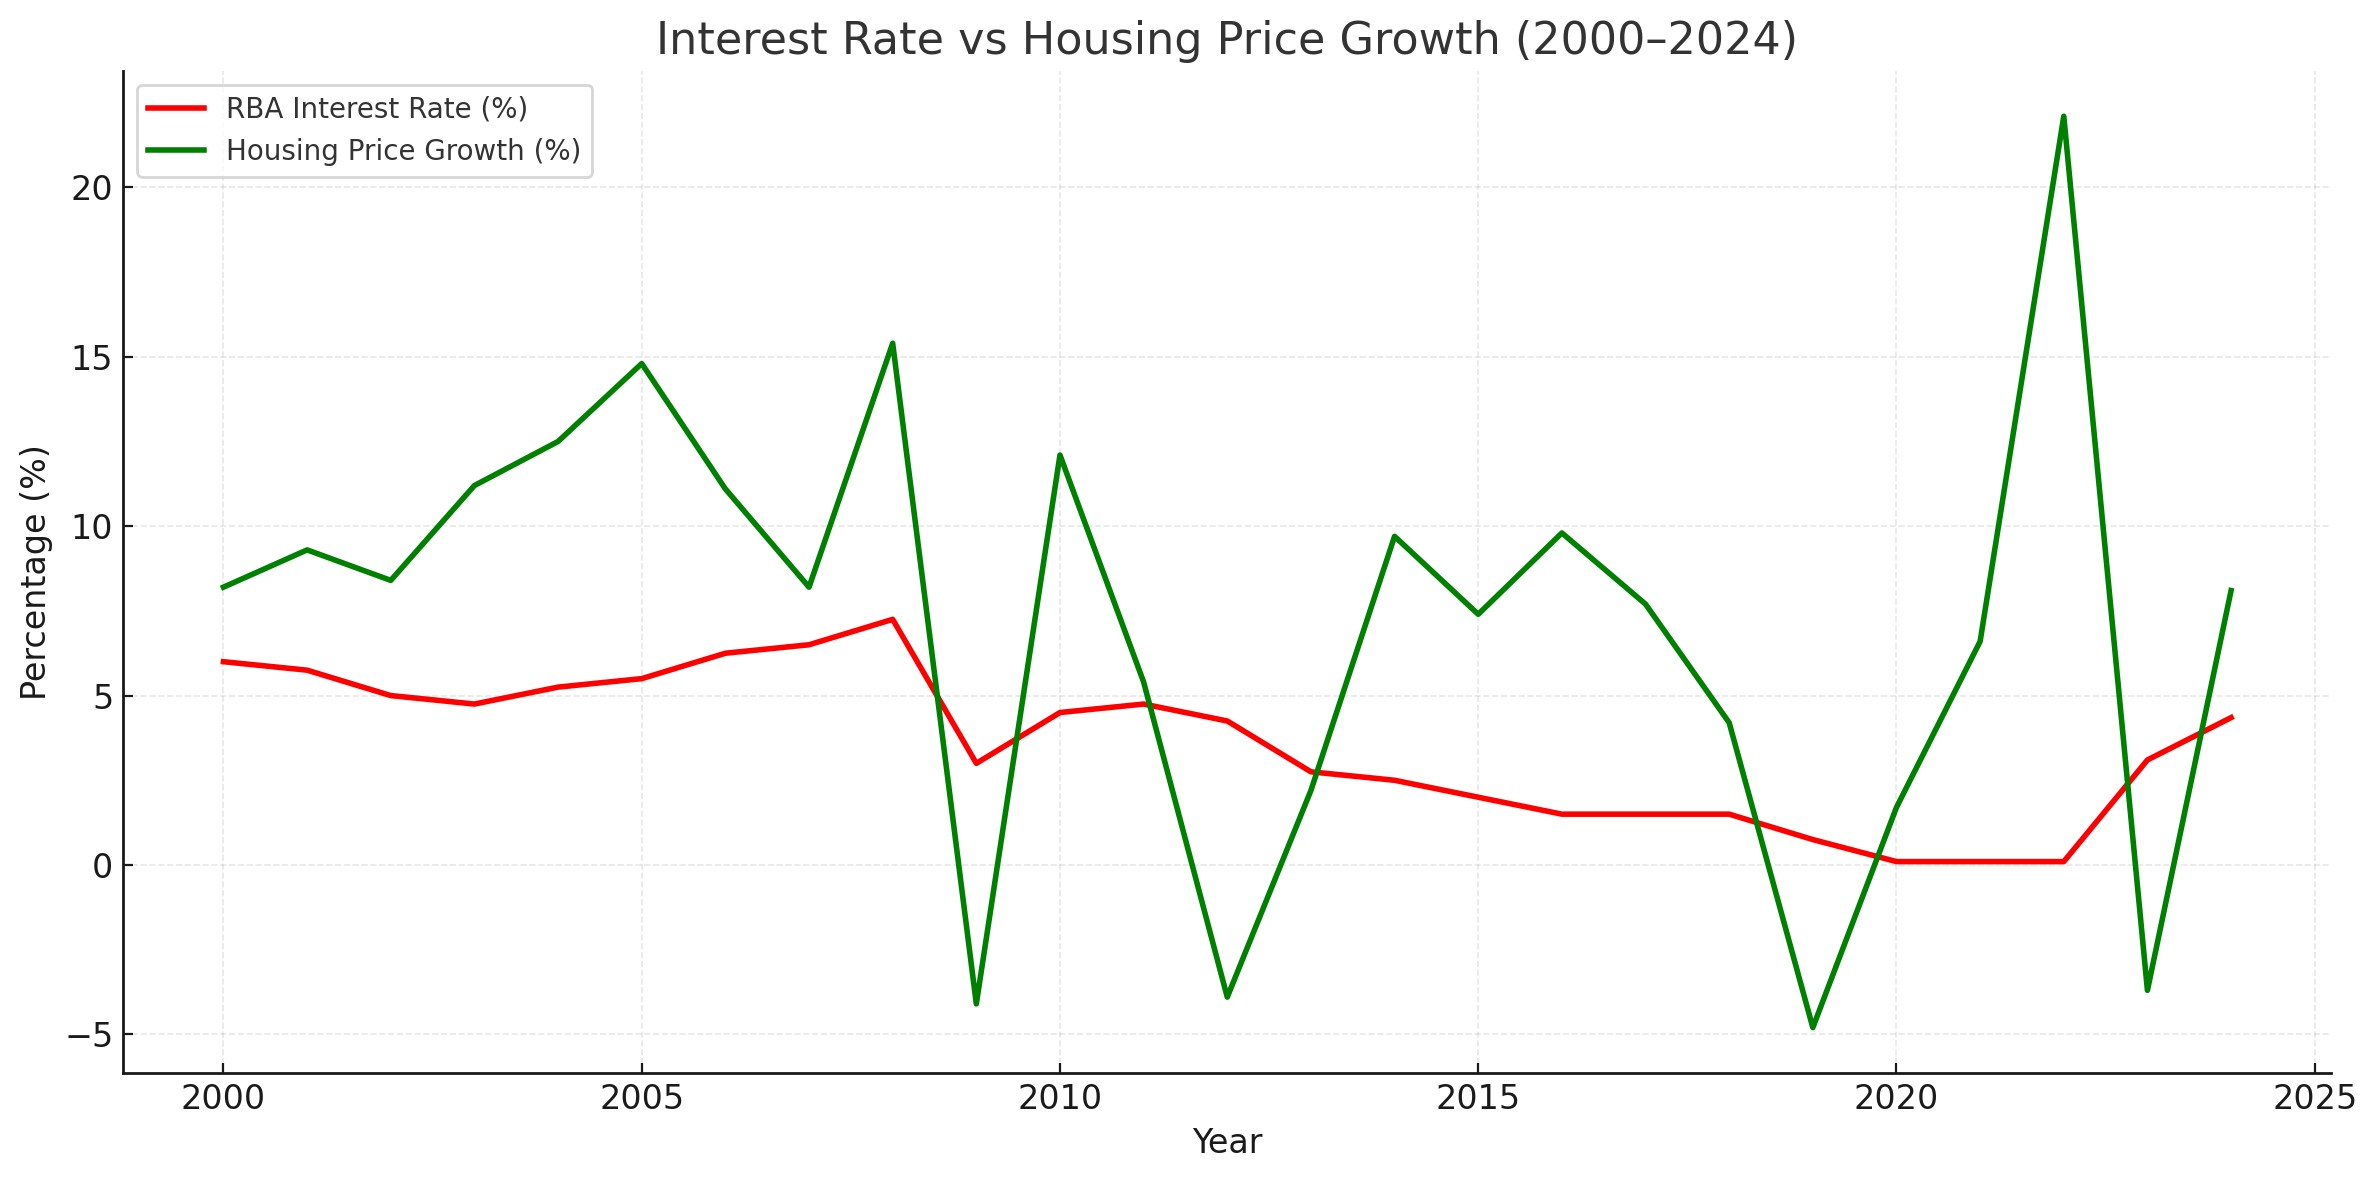 Interest Rate vs Housing Price Growth (2000–2024)
RBA Interest Rate (%)
Housing Price Growth (%)
Percentage (%)
20
15
10
5
0
−5
2000
2005
2010
2015
2020
2025
Year